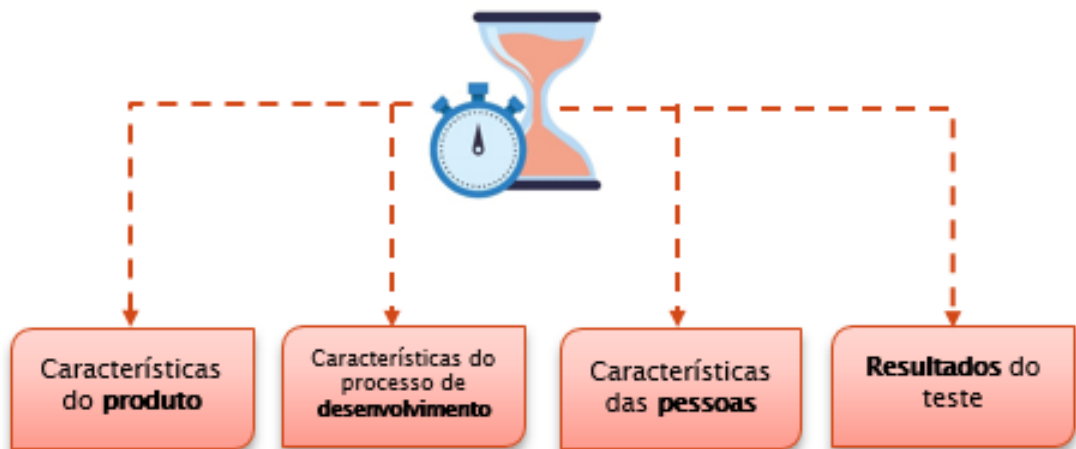 Características
do produto
Características do
processo de
desenvolvimento
Características
das pessoas
Resultados do
teste